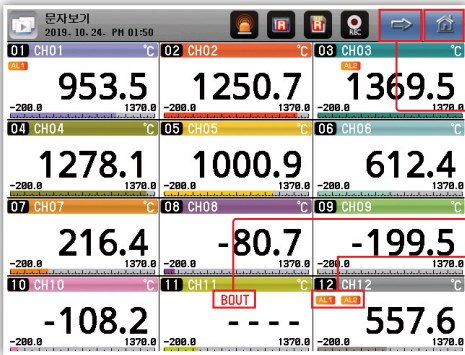 문자보기
2019. 10. 24. PM 01:50
IR
REC
01 CH01 °C
AL1
953.5
-200.0 1370.0
02 CH02 °C
1250.7
-200.0 1370.0
03 CH03 °C
AL2
1369.5
-200.0 1370.0
04 CH04 °C
1278.1
-200.0 1370.0
05 CH05 °C
1000.9
-200.0 1370.0
06 CH06 °C
612.4
-200.0 1370.0
07 CH07 °C
216.4
-200.0 1370.0
08 CH08 °C
-80.7
-200.0 1370.0
09 CH09 °C
-199.5
-200.0 1370.0
10 CH10 °C
-108.2
-200.0 1370.0
11 CH11 °C
BOUT
- - - -
-200.0 1370.0
12 CH12 °C
AL1 AL2
557.6
-200.0 1370.0